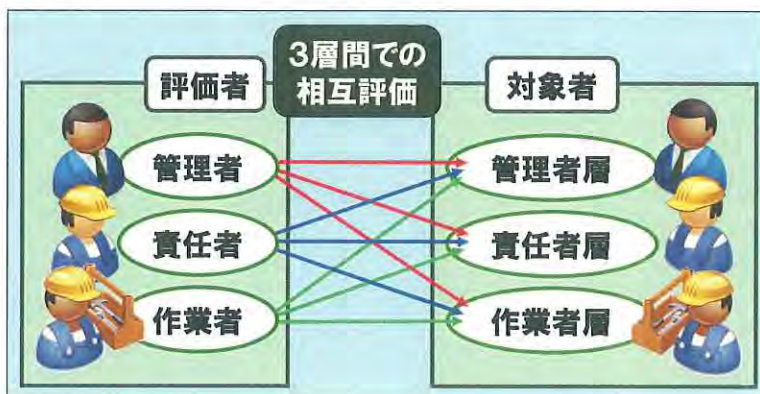 3層間での
相互評価
評価者
対象者
管理者
管理者層
責任者
責任者層
作業者
作業者層